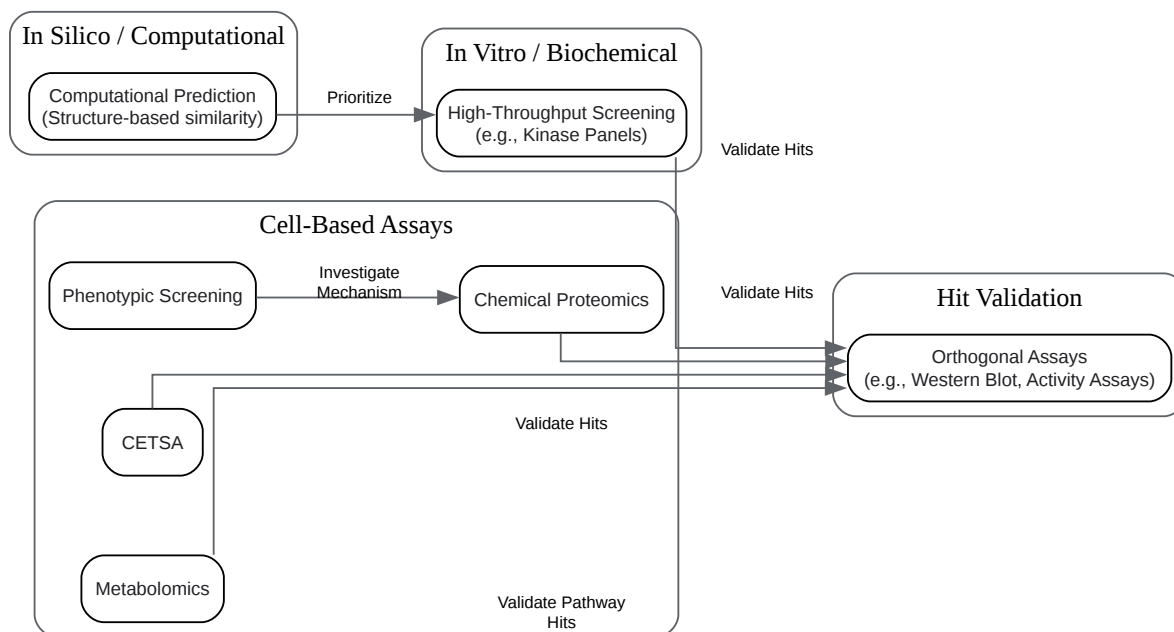 In Silico / Computational
Computational Prediction
(Structure-based similarity)
Prioritize
In Vitro / Biochemical
High-Throughput Screening
(e.g., Kinase Panels)
Validate Hits
Cell-Based Assays
Phenotypic Screening
Investigate
Mechanism
Chemical Proteomics
Validate Hits
Hit Validation
Orthogonal Assays
(e.g., Western Blot, Activity Assays)
CETSA
Validate Hits
Metabolomics
Validate Pathway
Hits